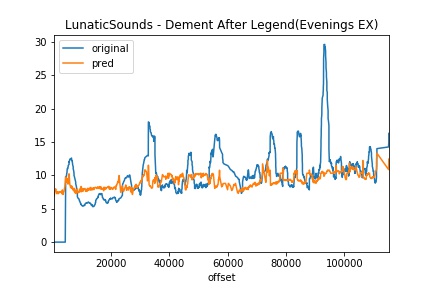 LunaticSounds - Dement After Legend(Evenings EX)
original
pred
30
25
20
15
10
5
0
20000 40000 60000 80000 100000
offset